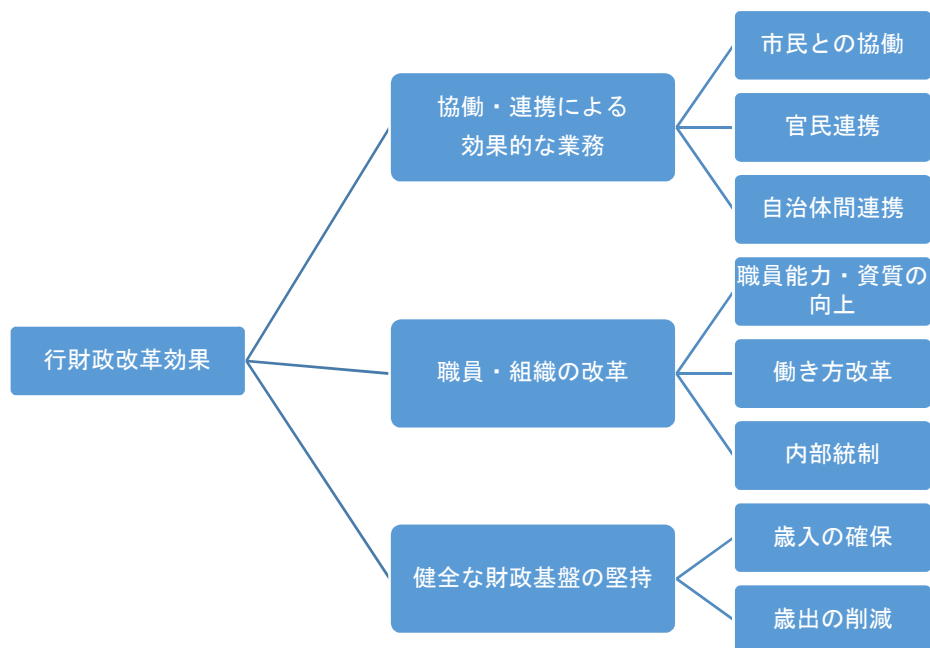 行財政改革効果
協働・連携による
効果的な業務
市民との協働
官民連携
自治体間連携
職員・組織の改革
職員能力・資質の
向上
働き方改革
内部統制
健全な財政基盤の堅持
歳入の確保
歳出の削減